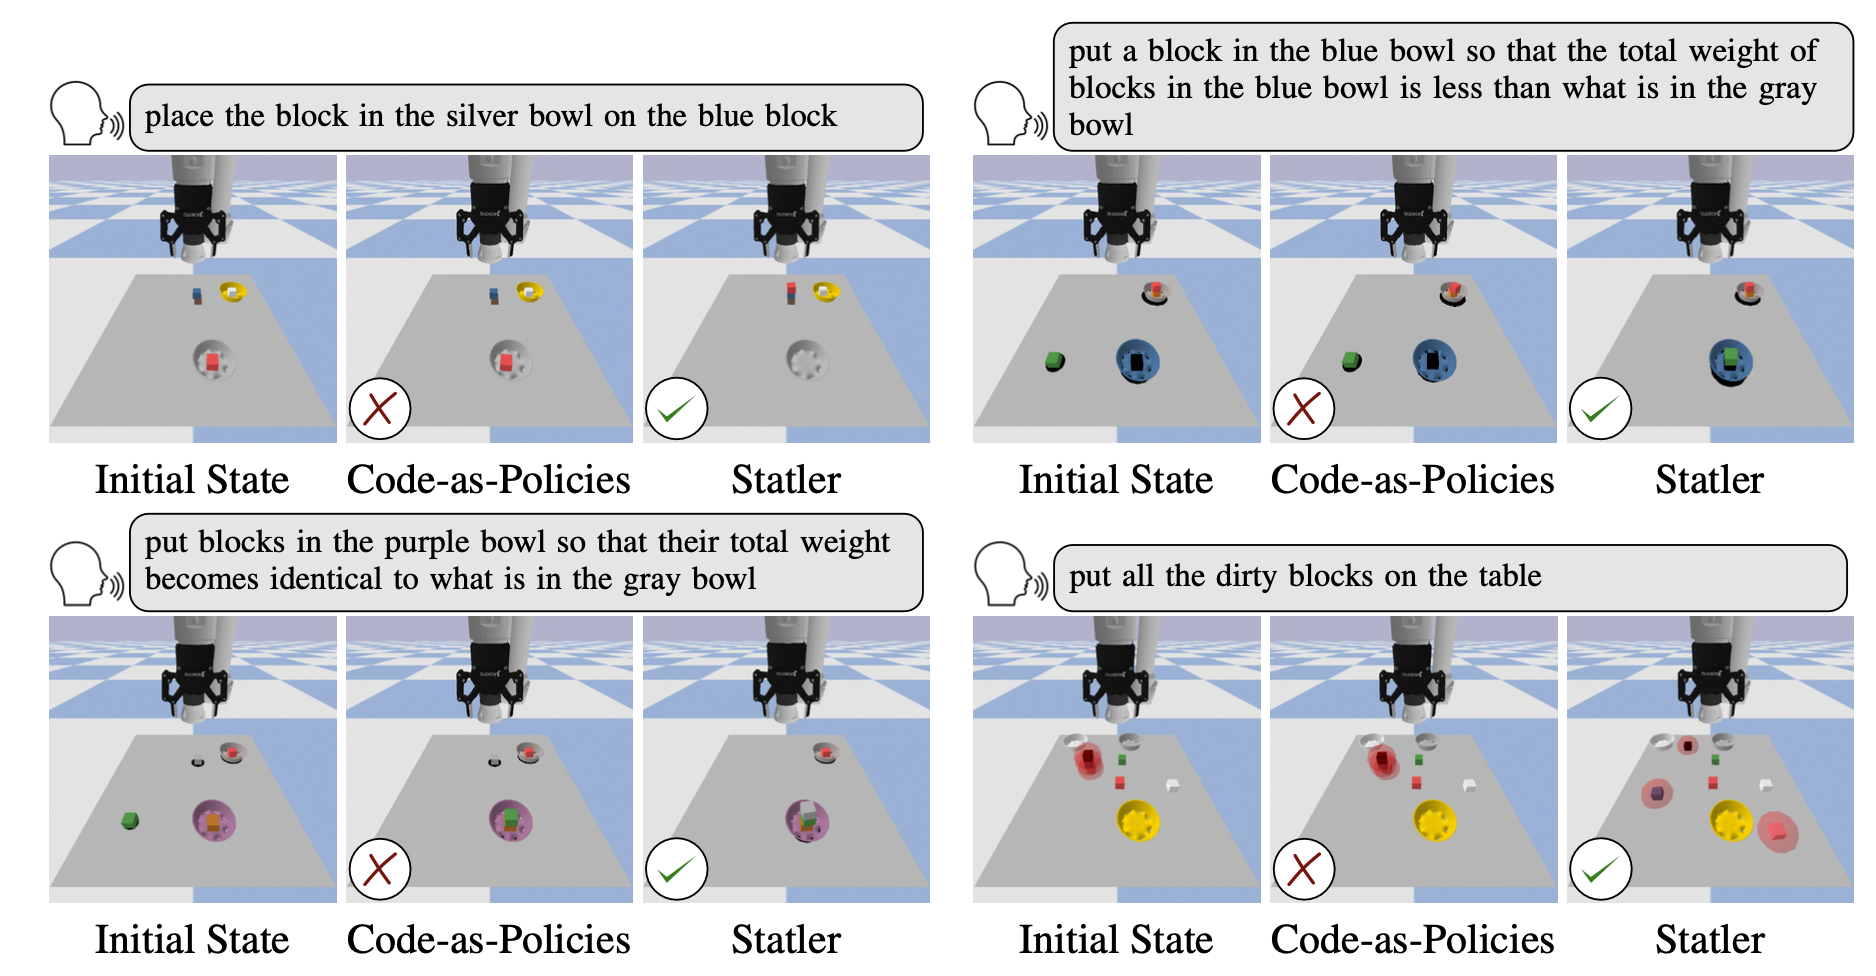 place the block in the silver bowl on the blue block
Initial State
Code-as-Policies
Statler
put a block in the blue bowl so that the total weight of
blocks in the blue bowl is less than what is in the gray
bowl
Initial State
Code-as-Policies
Statler
put blocks in the purple bowl so that their total weight
becomes identical to what is in the gray bowl
Initial State
Code-as-Policies
Statler
put all the dirty blocks on the table
Initial State
Code-as-Policies
Statler